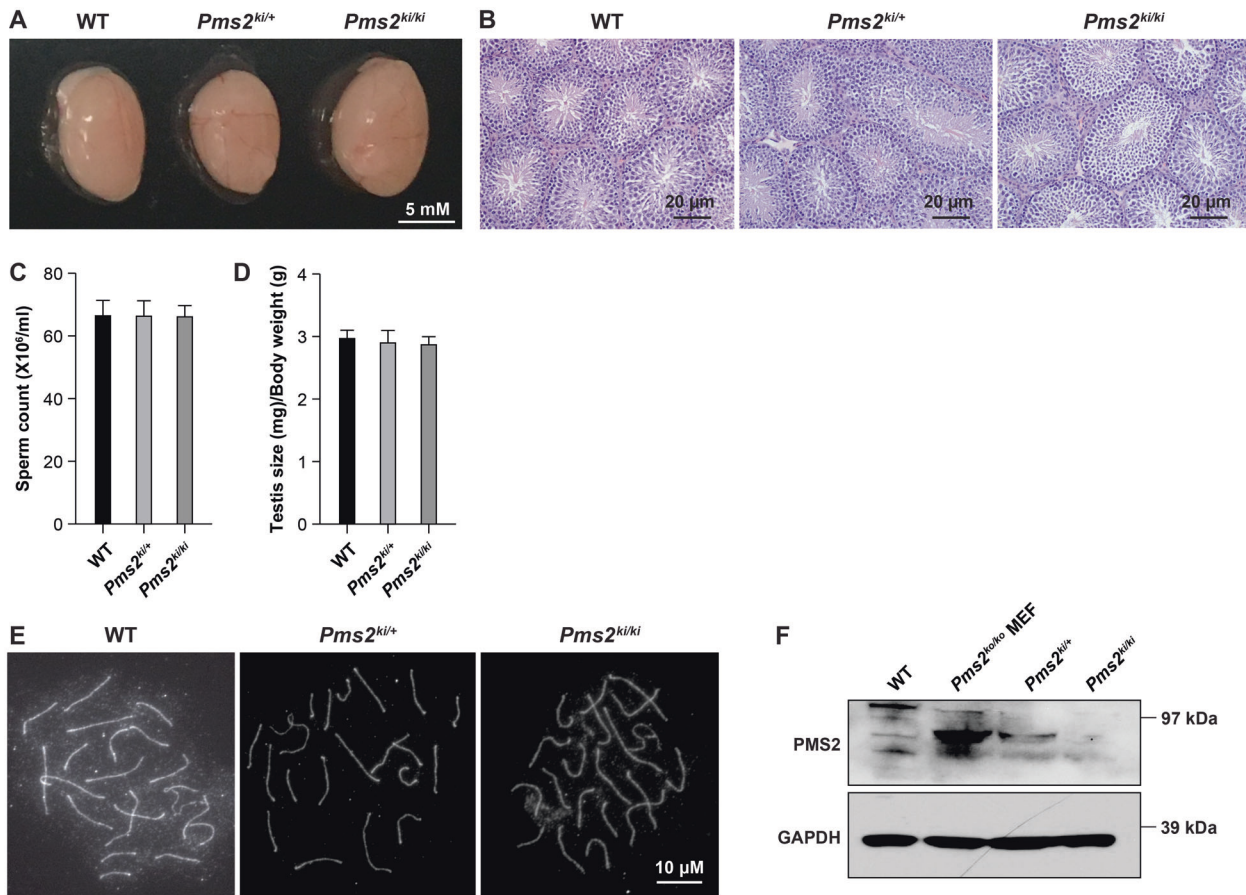 A WT Pms2ki/+ Pms2ki/ki
5 mM
B WT Pms2ki/+ Pms2ki/ki
20 µm 20 µm 20 µm
C
Sperm count (X10⁶/ml)
80
60
40
20
0
WT Pms2ki/+ Pms2ki/ki
D
Testis size (mg)/Body weight (g)
4
3
2
1
0
WT Pms2ki/+ Pms2ki/ki
E WT Pms2ki/+ Pms2ki/ki
10 µM
F
WT Pms2ko/ko MEF Pms2ki/+ Pms2ki/ki
PMS2
97 kDa
GAPDH
39 kDa